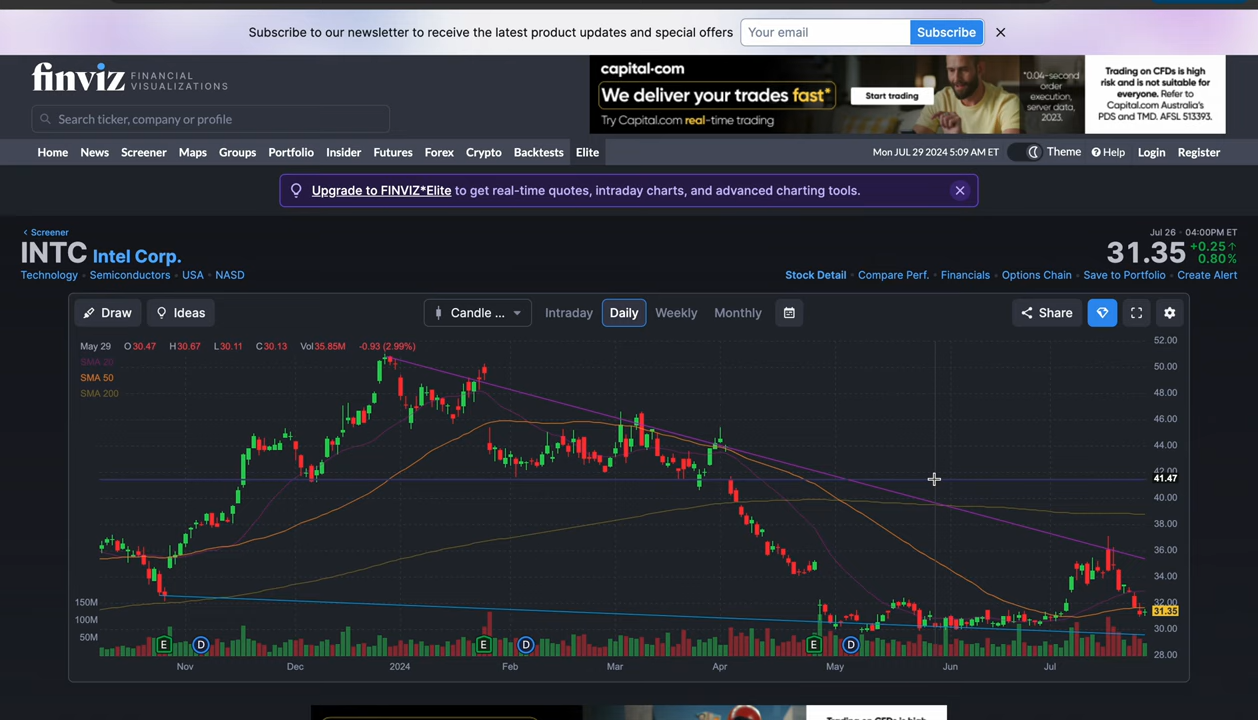 Subscribe to our newsletter to receive the latest product updates and special offers
Your email
Subscribe
finviz FINANCIAL VISUALIZATIONS
capital.com
We deliver your trades fast*
Try Capital.com real-time trading
Start trading
*0.04-second
order
execution,
server data,
2023.
Trading on CFDs is high
risk and is not suitable for
everyone. Refer to
Capital.com Australia's
PDS and TMD. AFSL 513393.
Search ticker, company or profile
Home News Screener Maps Groups Portfolio Insider Futures Forex Crypto Backtests Elite
Mon JUL 29 2024 5:09 AM ET Theme Help Login Register
Upgrade to FINVIZ*Elite to get real-time quotes, intraday charts, and advanced charting tools.
< Screener
INTC Intel Corp.
Technology · Semiconductors · USA · NASD
Jul 26 · 04:00PM ET
31.35 +0.25↑
0.80%
Stock Detail · Compare Perf. · Financials · Options Chain · Save to Portfolio · Create Alert
Draw Ideas Candle ... Intraday Daily Weekly Monthly Share
May 29 O30.47 H30.67 L30.11 C30.13 Vol35.85M -0.93 (2.99%)
SMA 20
SMA 50
SMA 200
52.00
50.00
48.00
46.00
44.00
42.00
41.47
40.00
38.00
36.00
34.00
32.00
31.35
30.00
28.00
150M
100M
50M
E D E D E D
Nov Dec 2024 Feb Mar Apr May Jun Jul